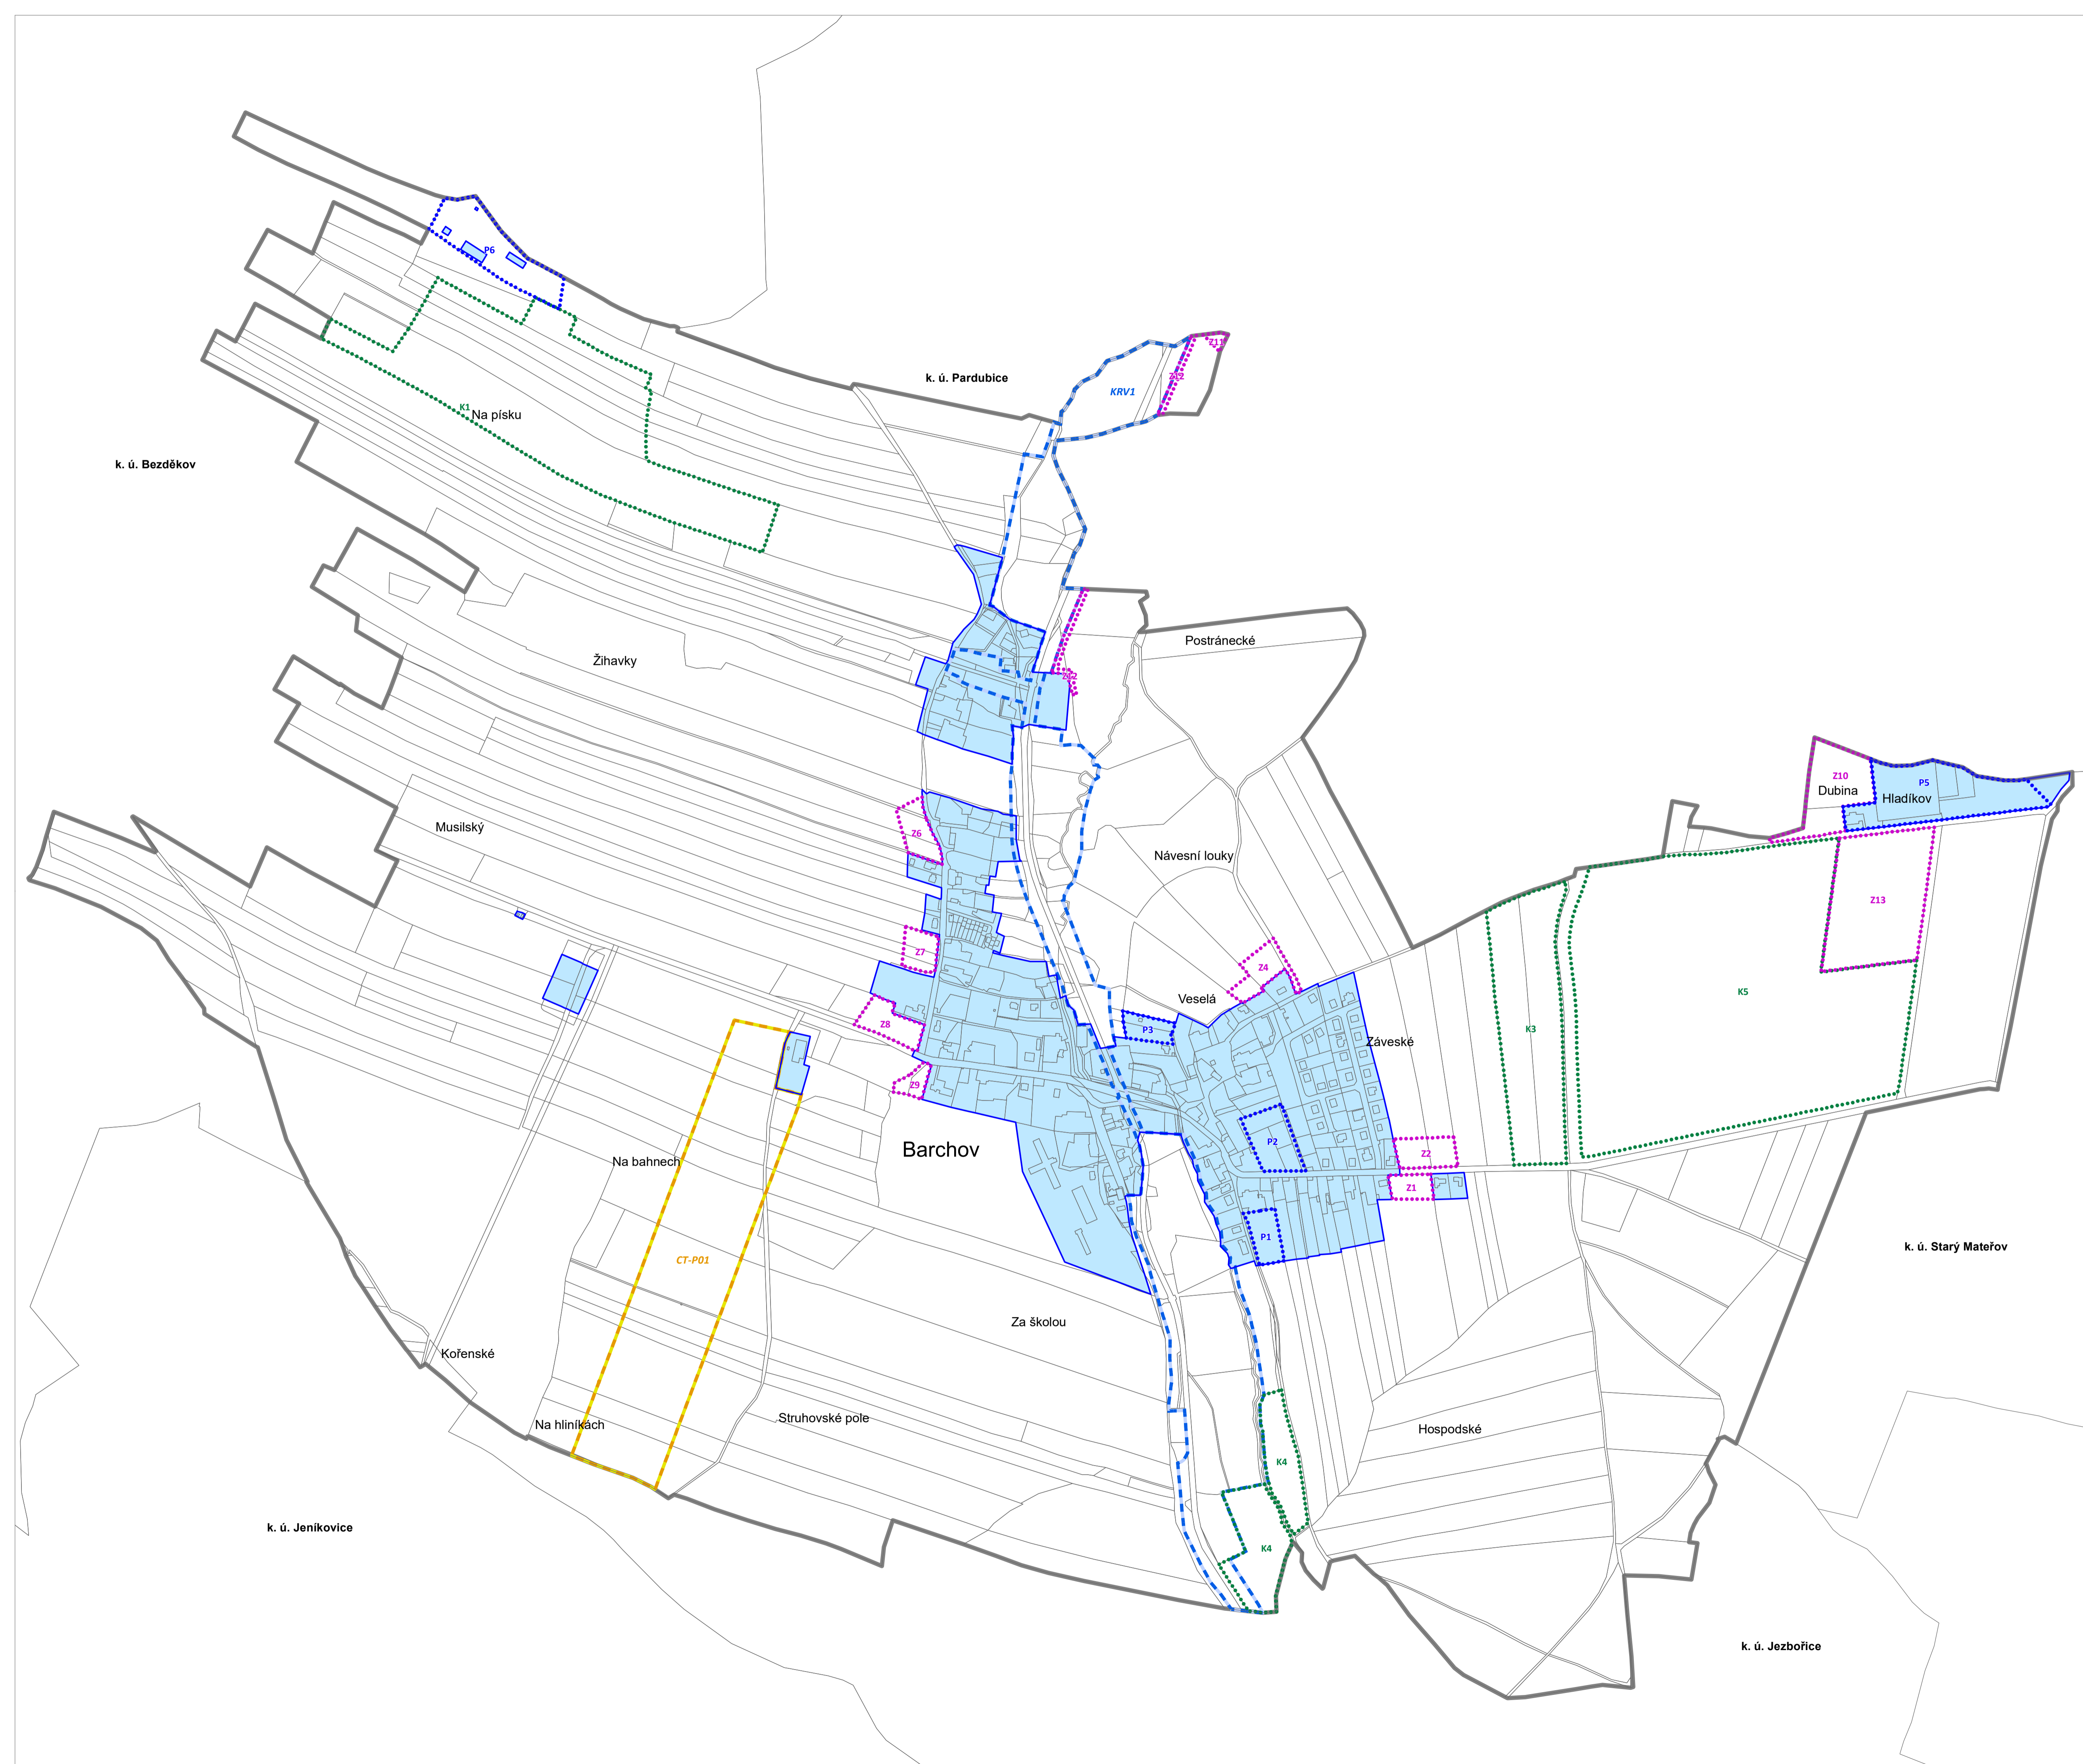 P6
Z11
k. ú. Pardubice
Z12
KRV1
K1
Na písku
k. ú. Bezděkov
Postránecké
Žihavky
Z12
Z10
P5
Dubina
Hladíkov
Musilský
Z6
Návesní louky
Z13
Z7
Z4
K5
Veselá
Z8
P3
K3
Záveské
Z9
P2
Barchov
Z2
Na bahnech
Z1
P1
k. ú. Starý Mateřov
CT-P01
Za školou
Kořenské
Struhovské pole
Na hliníkách
Hospodské
K4
k. ú. Jeníkovice
K4
k. ú. Jezbořice